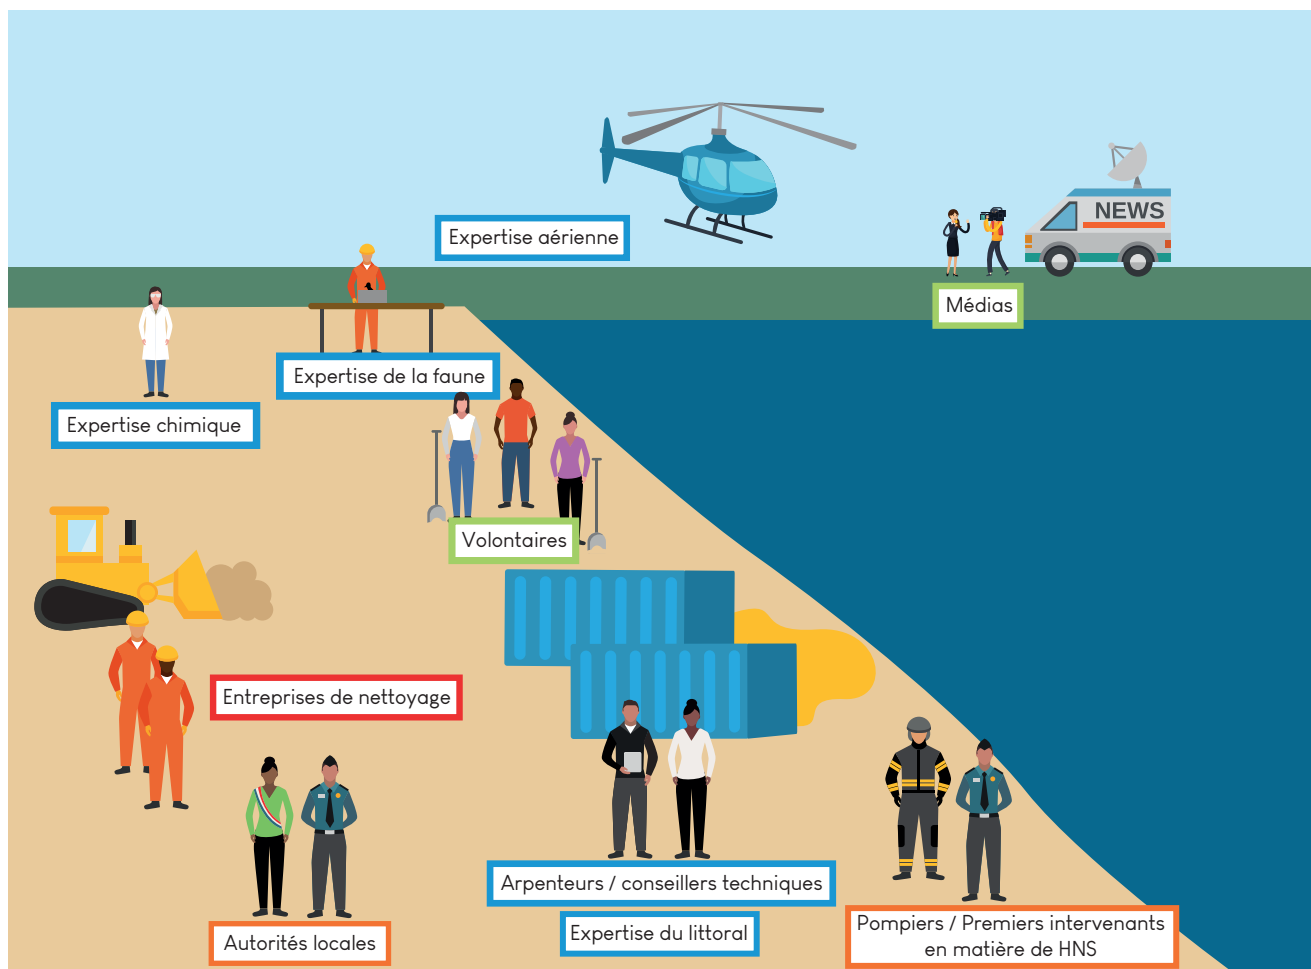 NEWS
Expertise aérienne
Médias
Expertise de la faune
Expertise chimique
Volontaires
Entreprises de nettoyage
Arpenteurs / conseillers techniques
Expertise du littoral
Autorités locales
Pompiers / Premiers intervenants
en matière de HNS